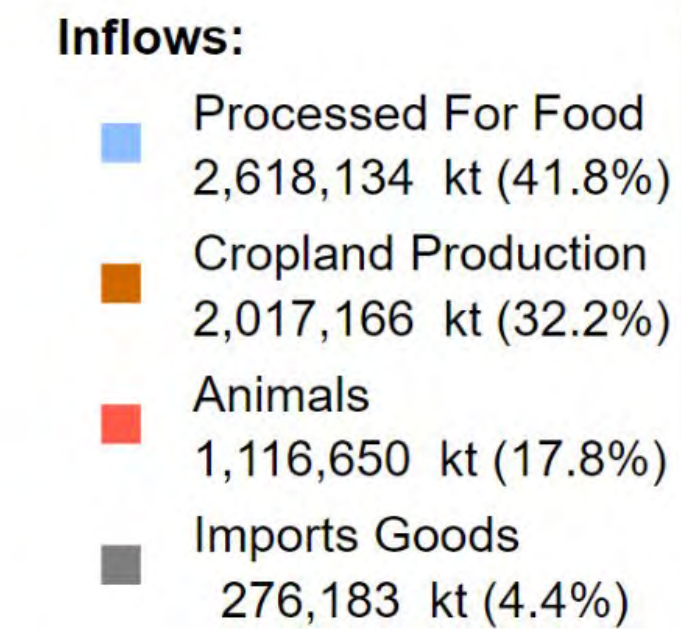 Inflows:
Processed For Food
2,618,134 kt (41.8%)
Cropland Production
2,017,166 kt (32.2%)
Animals
1,116,650 kt (17.8%)
Imports Goods
276,183 kt (4.4%)